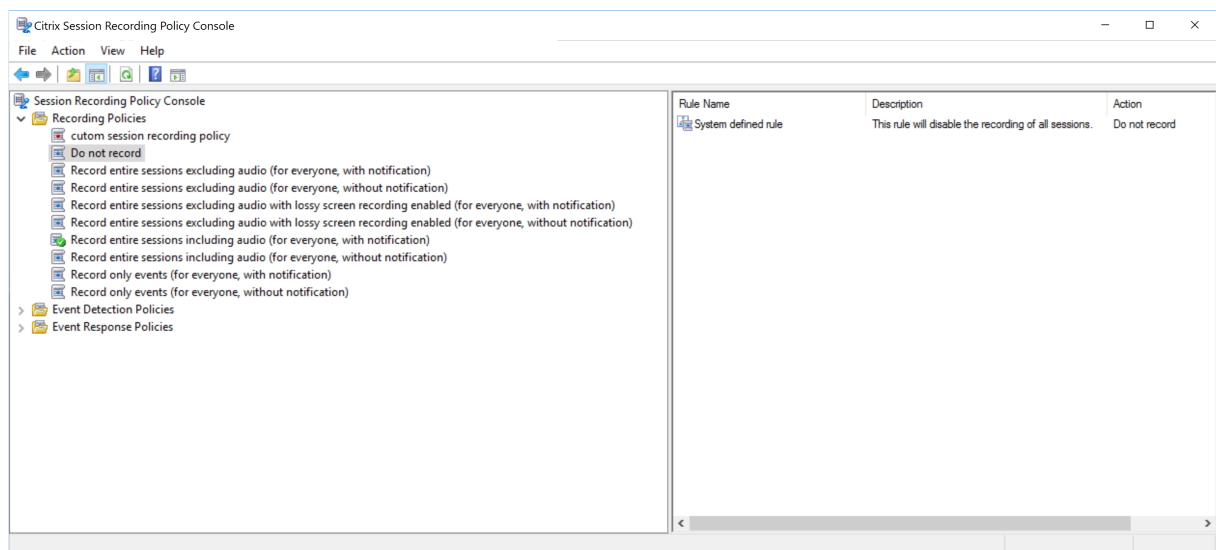 Citrix Session Recording Policy Console
File Action View Help
Session Recording Policy Console
Recording Policies
cutom session recording policy
Do not record
Record entire sessions excluding audio (for everyone, with notification)
Record entire sessions excluding audio (for everyone, without notification)
Record entire sessions excluding audio with lossy screen recording enabled (for everyone, with notification)
Record entire sessions excluding audio with lossy screen recording enabled (for everyone, without notification)
Record entire sessions including audio (for everyone, with notification)
Record entire sessions including audio (for everyone, without notification)
Record only events (for everyone, with notification)
Record only events (for everyone, without notification)
Event Detection Policies
Event Response Policies
Rule Name Description Action
System defined rule This rule will disable the recording of all sessions. Do not record